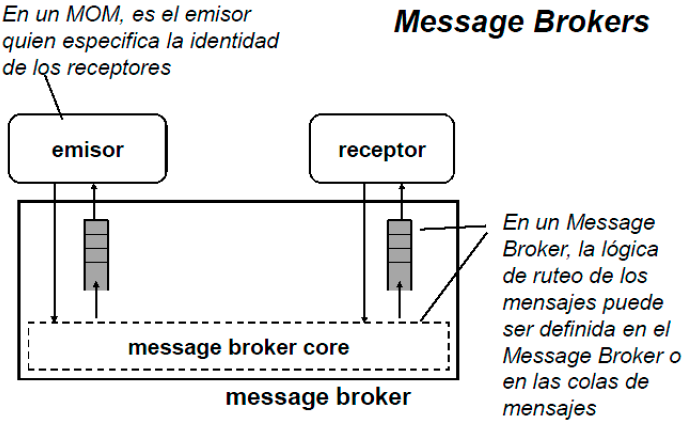 En un MOM, es el emisor
quien especifica la identidad
de los receptores
Message Brokers
emisor
receptor
En un Message
Broker, la lógica
de ruteo de los
mensajes puede
ser definida en el
Message Broker o
en las colas de
mensajes
message broker core
message broker